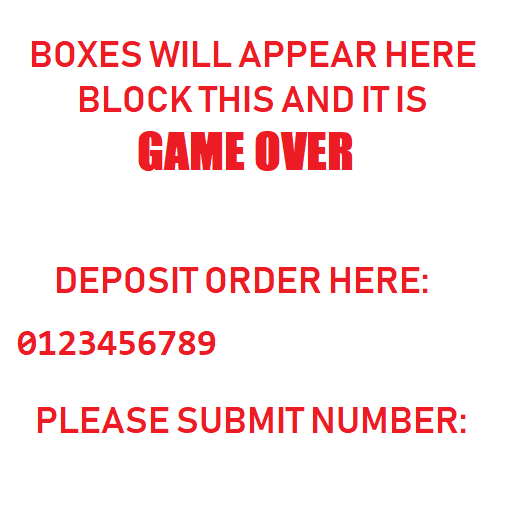 BOXES WILL APPEAR HERE
BLOCK THIS AND IT IS
GAME OVER
DEPOSIT ORDER HERE:
0123456789
PLEASE SUBMIT NUMBER: